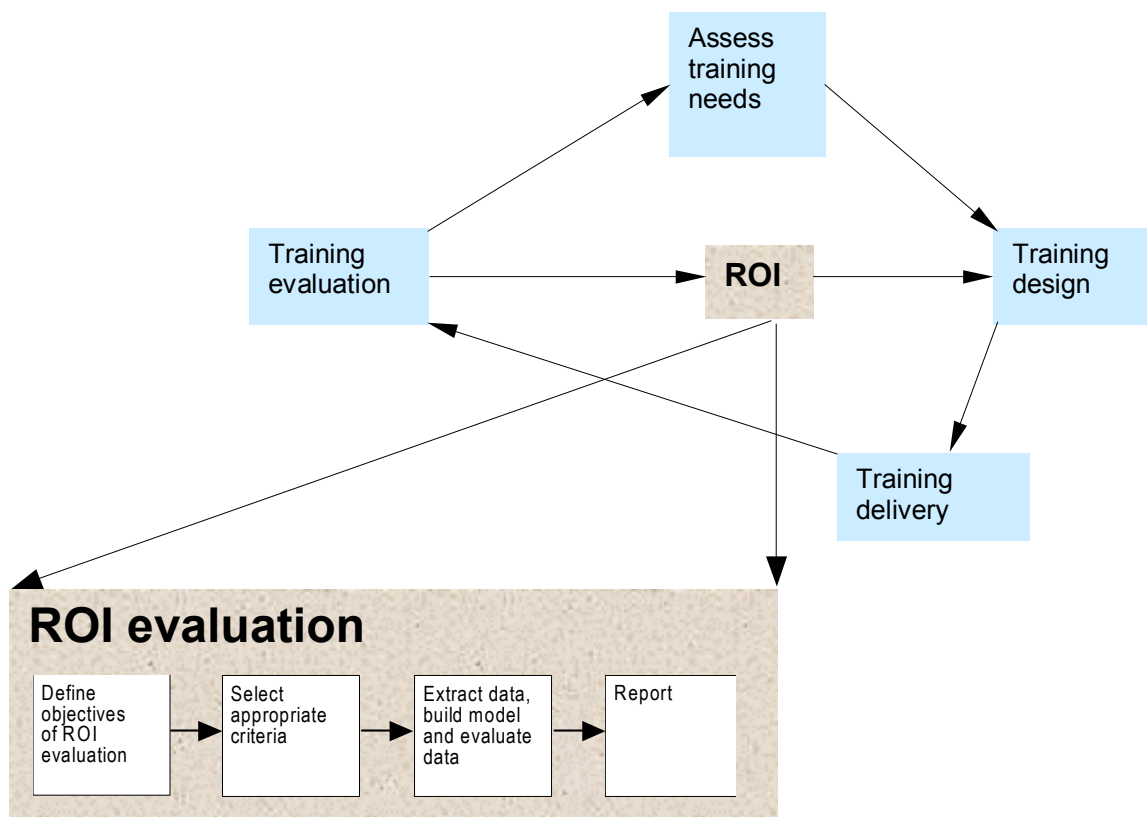 Assess
training
needs
Training
evaluation
ROI
Training
design
Training
delivery
ROI evaluation
Define
objectives
of ROI
evaluation
Select
appropriate
criteria
Extract data,
build model
and evaluate
data
Report